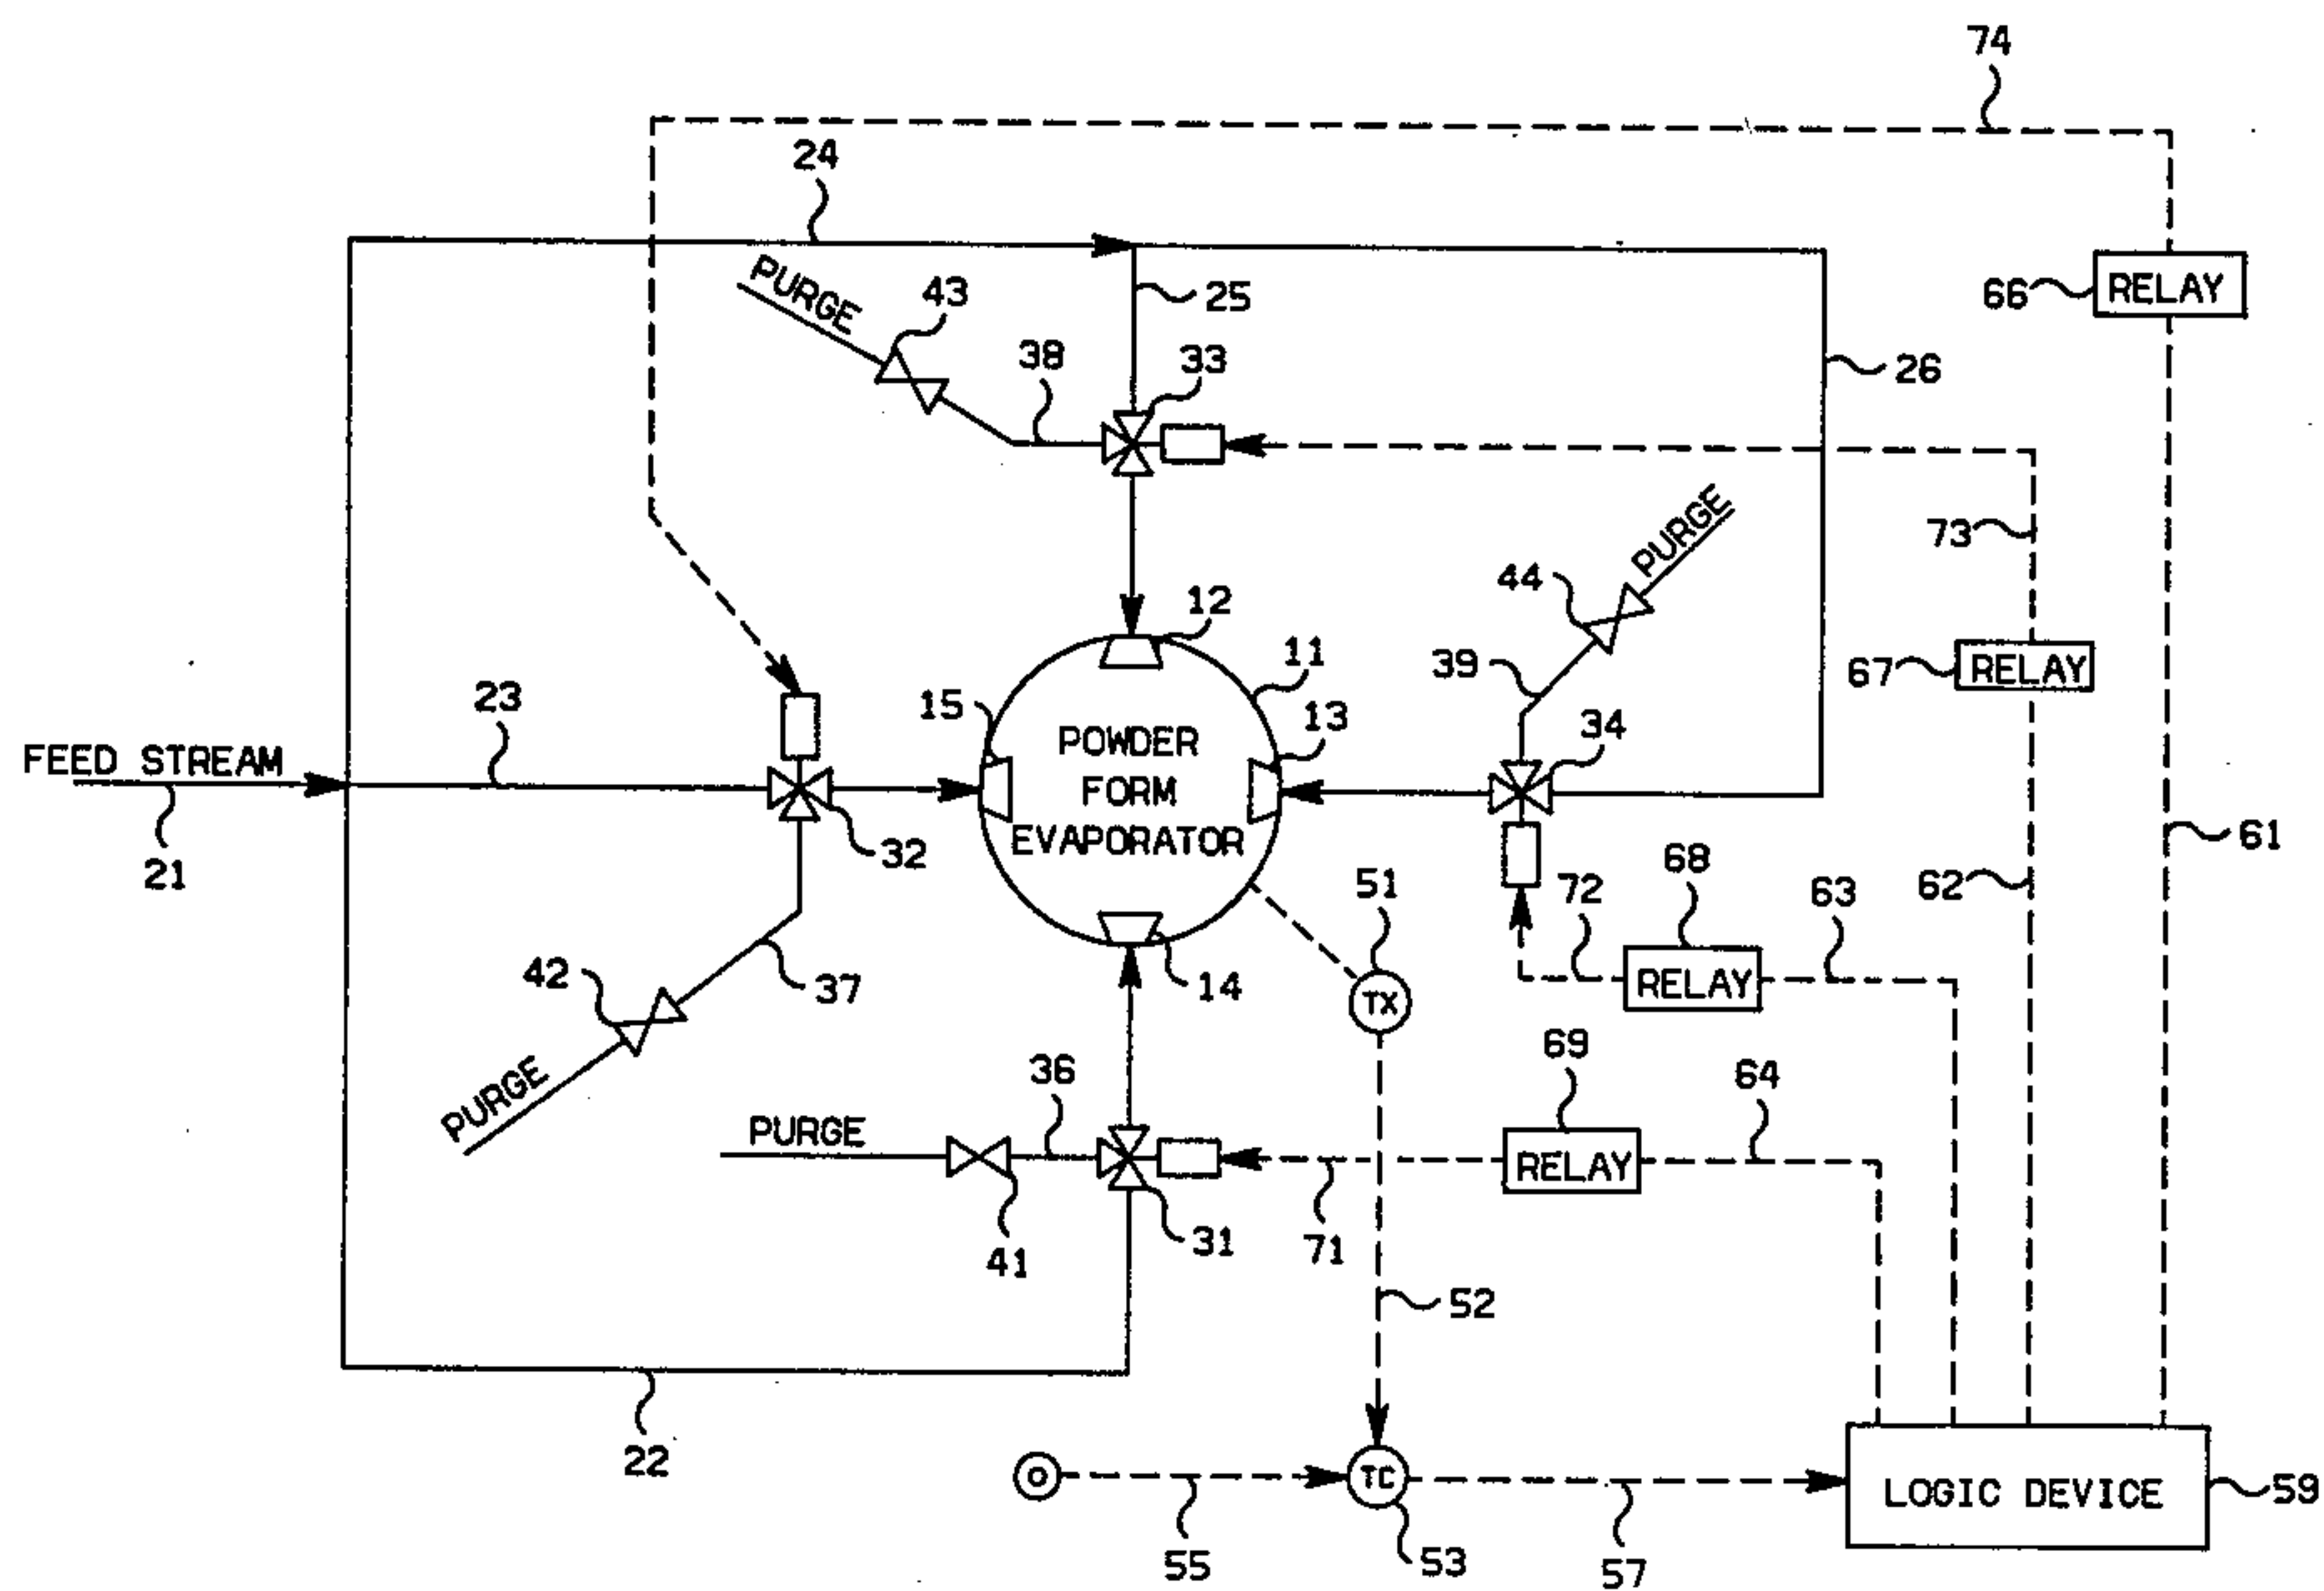 74
24
PURGE
43
25
66
RELAY
38
33
26
PURGE
73
44
12
11
39
67
RELAY
23
15
13
34
FEED STREAM
POWDER
FORM
EVAPORATOR
21
32
61
51
72
68
63
62
42
37
14
TX
RELAY
69
36
64
PURGE
PURGE
RELAY
41
31
71
52
22
O
TC
LOGIC DEVICE
59
55
53
57